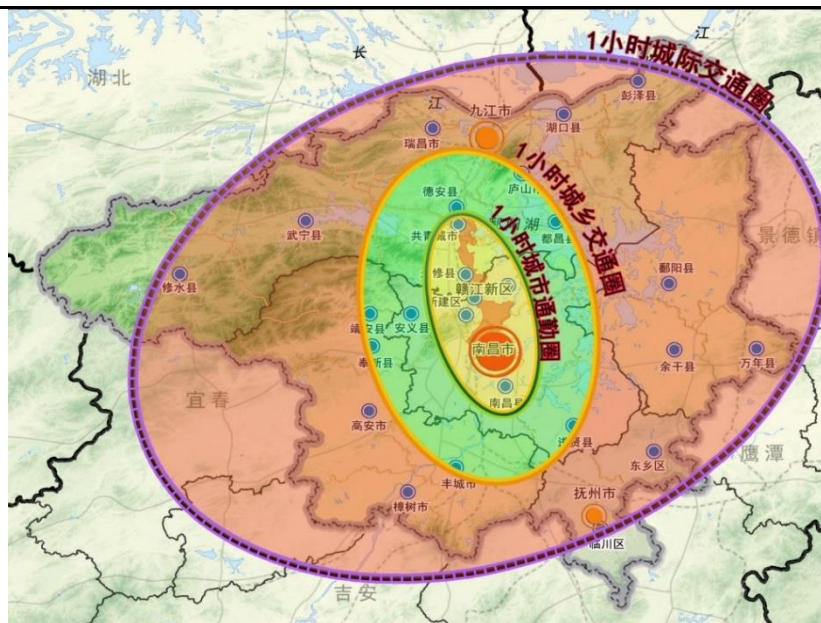 1小时城际交通圈
江
长
湖北
彭泽县
江
九江市
湖口县
瑞昌市
1小时城乡交通圈
庐山市
德安县
1小时城市通勤圈
湖
武宁县
共青城市
都昌县
景德镇
修水县
修县
鄱阳县
赣江新区
新建区
靖安县
安义县
南昌市
奉新县
余干县
万年县
宜春
南昌县
高安市
进贤县
东乡区
鹰潭
丰城市
樟树市
抚州市
临川区
吉安